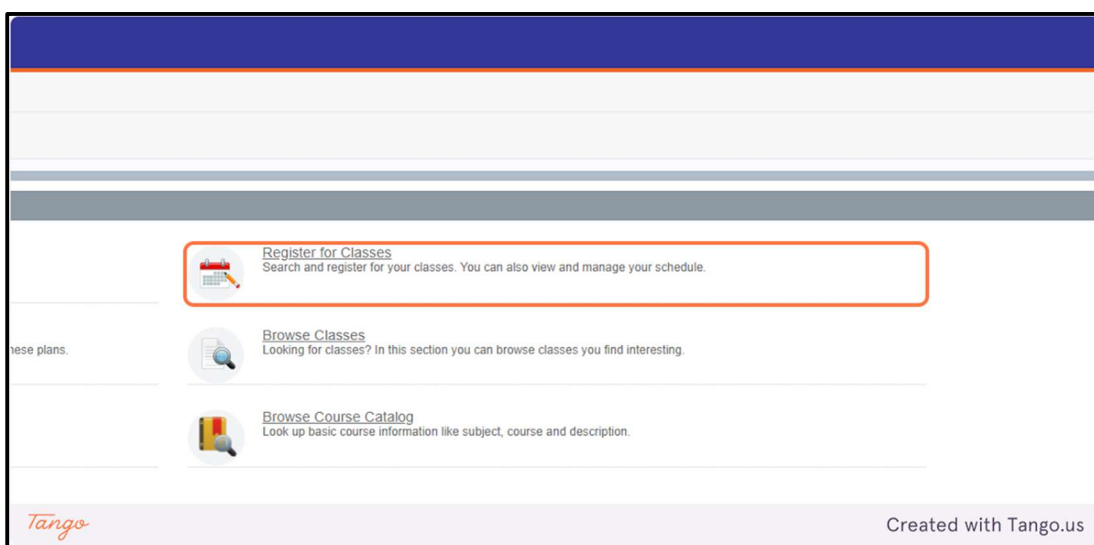 Register for Classes
Search and register for your classes. You can also view and manage your schedule.
hese plans.
Browse Classes
Looking for classes? In this section you can browse classes you find interesting.
Browse Course Catalog
Look up basic course information like subject, course and description.
Tango
Created with Tango.us